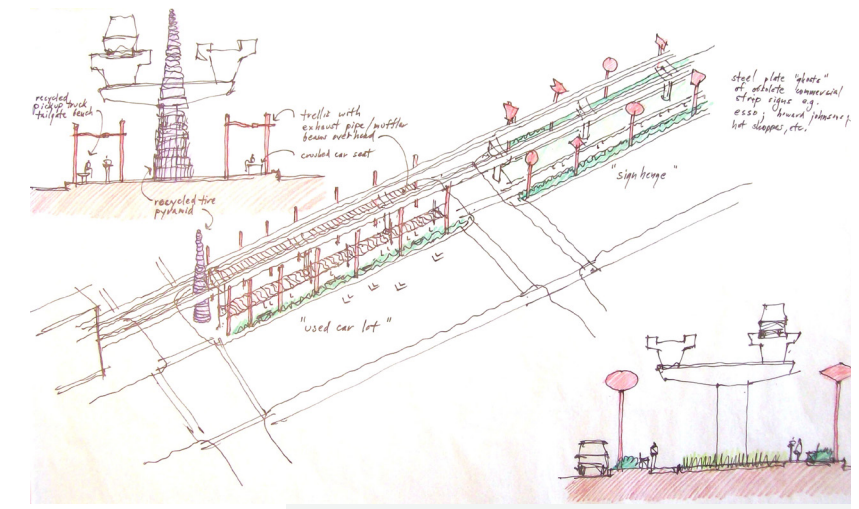 recycled
pickup truck
tailgate bench
trellis with
exhaust pipe/muffler
beams overhead
crushed car seat
recycled tire
pyramid
steel plate "ghosts"
of obsolete commercial
strip signs e.g.
esso, howard johnsons,
hot shoppes, etc.
"sign henge"
"used car lot"